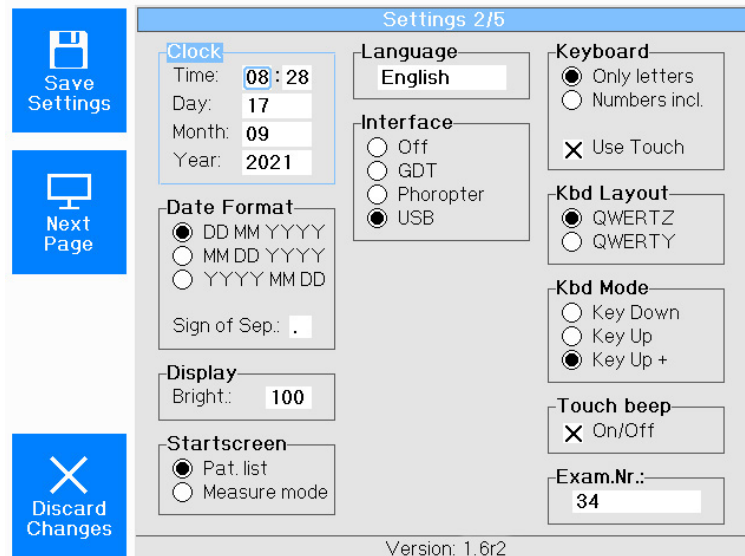 Settings 2/5
Save
Settings
Next
Page
Discard
Changes
Clock
Time: 08 : 28
Day: 17
Month: 09
Year: 2021
Date Format
DD MM YYYY
MM DD YYYY
YYYY MM DD
Sign of Sep.: .
Display
Bright.: 100
Startscreen
Pat. list
Measure mode
Language
English
Interface
Off
GDT
Phoropter
USB
Keyboard
Only letters
Numbers incl.
Use Touch
Kbd Layout
QWERTZ
QWERTY
Kbd Mode
Key Down
Key Up
Key Up +
Touch beep
On/Off
Exam.Nr.:
34
Version: 1.6r2